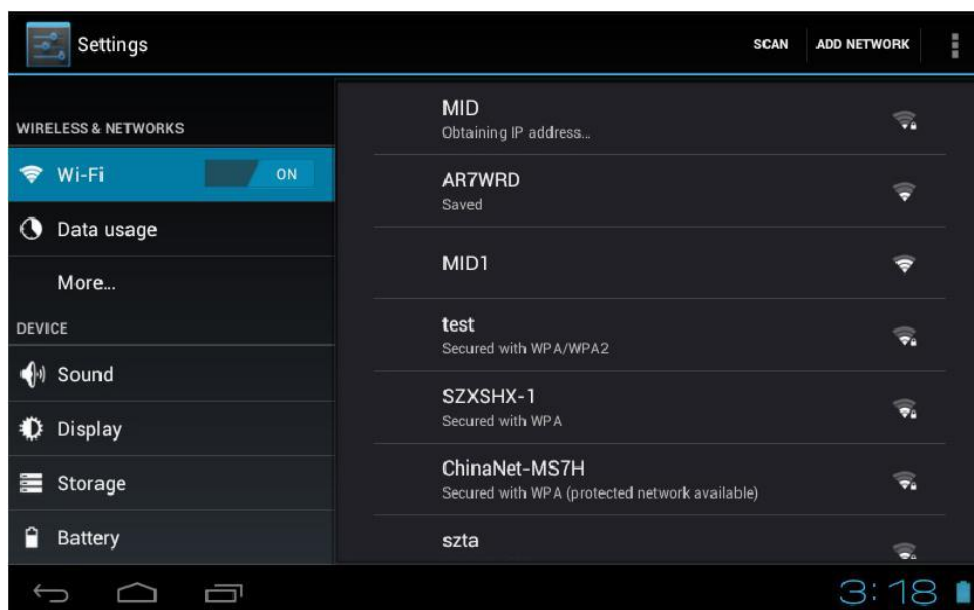 Settings
SCAN
ADD NETWORK
WIRELESS & NETWORKS
Wi-Fi
ON
Data usage
More...
DEVICE
Sound
Display
Storage
Battery
MID
Obtaining IP address...
AR7WRD
Saved
MID1
test
Secured with WPA/WPA2
SZXSHX-1
Secured with WPA
ChinaNet-MS7H
Secured with WPA (protected network available)
szta
3:18